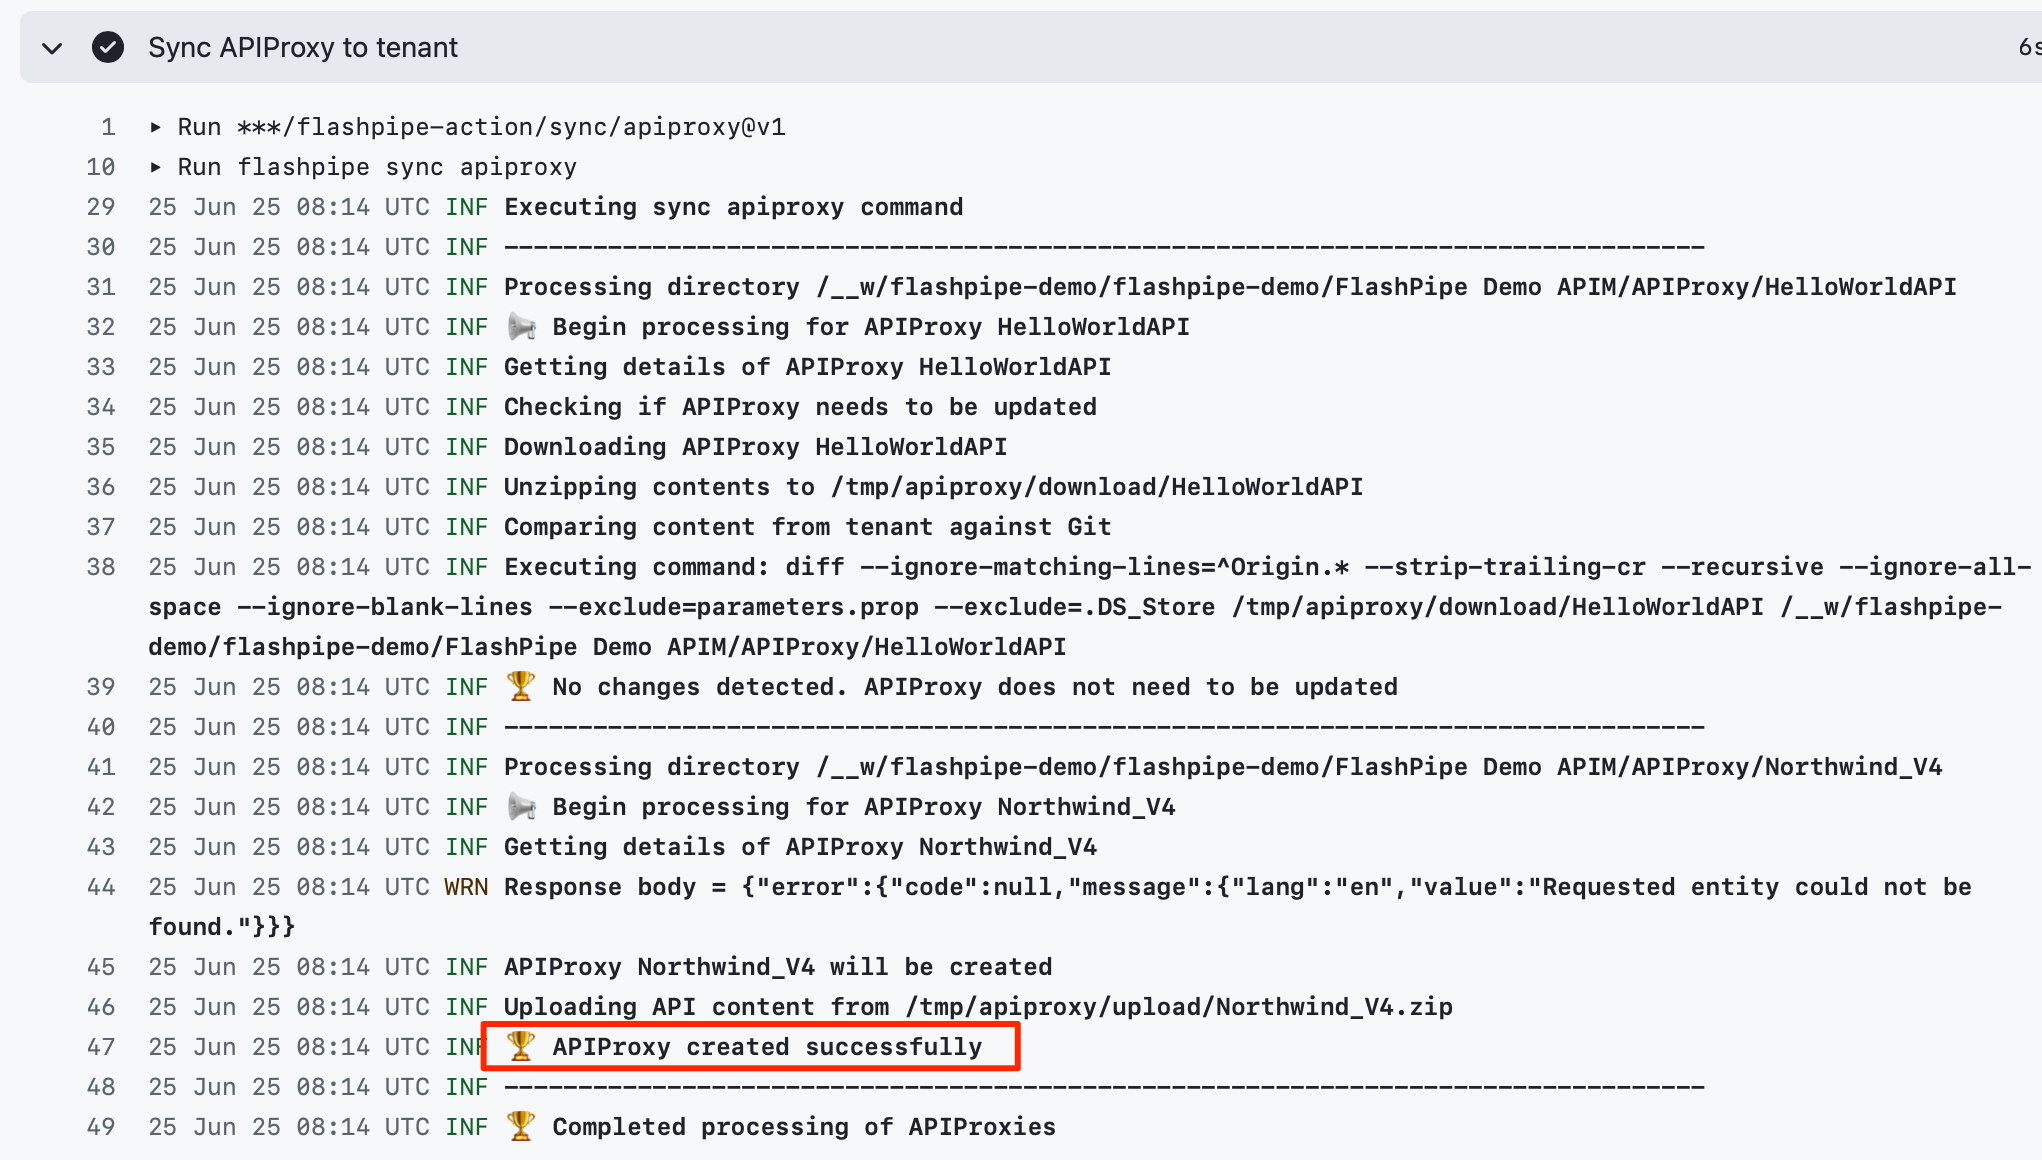 Sync APIProxy to tenant 6s
1 ▸ Run ***/flashpipe-action/sync/apiproxy@v1
10 ▸ Run flashpipe sync apiproxy
29 25 Jun 25 08:14 UTC INF Executing sync apiproxy command
30 25 Jun 25 08:14 UTC INF ---------------------------------------------------------------------------------
31 25 Jun 25 08:14 UTC INF Processing directory /__w/flashpipe-demo/flashpipe-demo/FlashPipe Demo APIM/APIProxy/HelloWorldAPI
32 25 Jun 25 08:14 UTC INF 📢 Begin processing for APIProxy HelloWorldAPI
33 25 Jun 25 08:14 UTC INF Getting details of APIProxy HelloWorldAPI
34 25 Jun 25 08:14 UTC INF Checking if APIProxy needs to be updated
35 25 Jun 25 08:14 UTC INF Downloading APIProxy HelloWorldAPI
36 25 Jun 25 08:14 UTC INF Unzipping contents to /tmp/apiproxy/download/HelloWorldAPI
37 25 Jun 25 08:14 UTC INF Comparing content from tenant against Git
38 25 Jun 25 08:14 UTC INF Executing command: diff --ignore-matching-lines=^Origin.* --strip-trailing-cr --recursive --ignore-all-
space --ignore-blank-lines --exclude=parameters.prop --exclude=.DS_Store /tmp/apiproxy/download/HelloWorldAPI /__w/flashpipe-
demo/flashpipe-demo/FlashPipe Demo APIM/APIProxy/HelloWorldAPI
39 25 Jun 25 08:14 UTC INF 🏆 No changes detected. APIProxy does not need to be updated
40 25 Jun 25 08:14 UTC INF ---------------------------------------------------------------------------------
41 25 Jun 25 08:14 UTC INF Processing directory /__w/flashpipe-demo/flashpipe-demo/FlashPipe Demo APIM/APIProxy/Northwind_V4
42 25 Jun 25 08:14 UTC INF 📢 Begin processing for APIProxy Northwind_V4
43 25 Jun 25 08:14 UTC INF Getting details of APIProxy Northwind_V4
44 25 Jun 25 08:14 UTC WRN Response body = {"error":{"code":null,"message":{"lang":"en","value":"Requested entity could not be
found."}}}
45 25 Jun 25 08:14 UTC INF APIProxy Northwind_V4 will be created
46 25 Jun 25 08:14 UTC INF Uploading API content from /tmp/apiproxy/upload/Northwind_V4.zip
47 25 Jun 25 08:14 UTC INF 🏆 APIProxy created successfully
48 25 Jun 25 08:14 UTC INF ---------------------------------------------------------------------------------
49 25 Jun 25 08:14 UTC INF 🏆 Completed processing of APIProxies